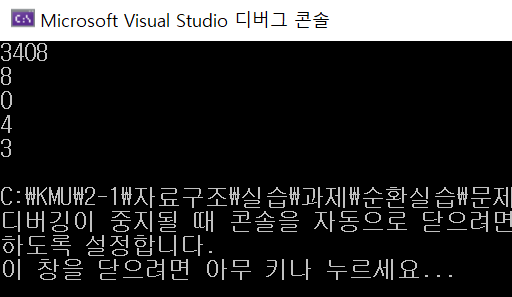 C:\ Microsoft Visual Studio 디버그 콘솔
3408
8
0
4
3
C:₩KMU₩2-1₩자료구조₩실습₩과제₩순환실습₩문제
디버깅이 중지될 때 콘솔을 자동으로 닫으려면
하도록 설정합니다.
이 창을 닫으려면 아무 키나 누르세요...